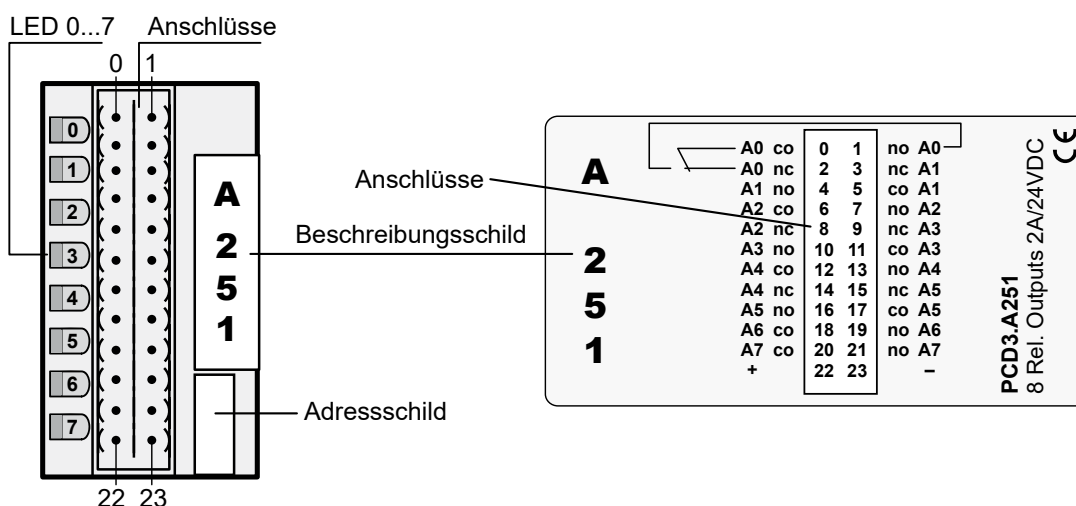 LED 0...7 Anschlüsse
0 1
0
1
2
3
4
5
6
7
A
2
5
1
22 23
Anschlüsse
Beschreibungsschild
Adressschild
A
2
5
1
A0 co 0 1 no A0
A0 nc 2 3 nc A1
A1 no 4 5 co A1
A2 co 6 7 no A2
A2 nc 8 9 nc A3
A3 no 10 11 co A3
A4 co 12 13 no A4
A4 nc 14 15 nc A5
A5 no 16 17 co A5
A6 co 18 19 no A6
A7 co 20 21 no A7
+ 22 23 –
PCD3.A251
8 Rel. Outputs 2A/24VDC
CE